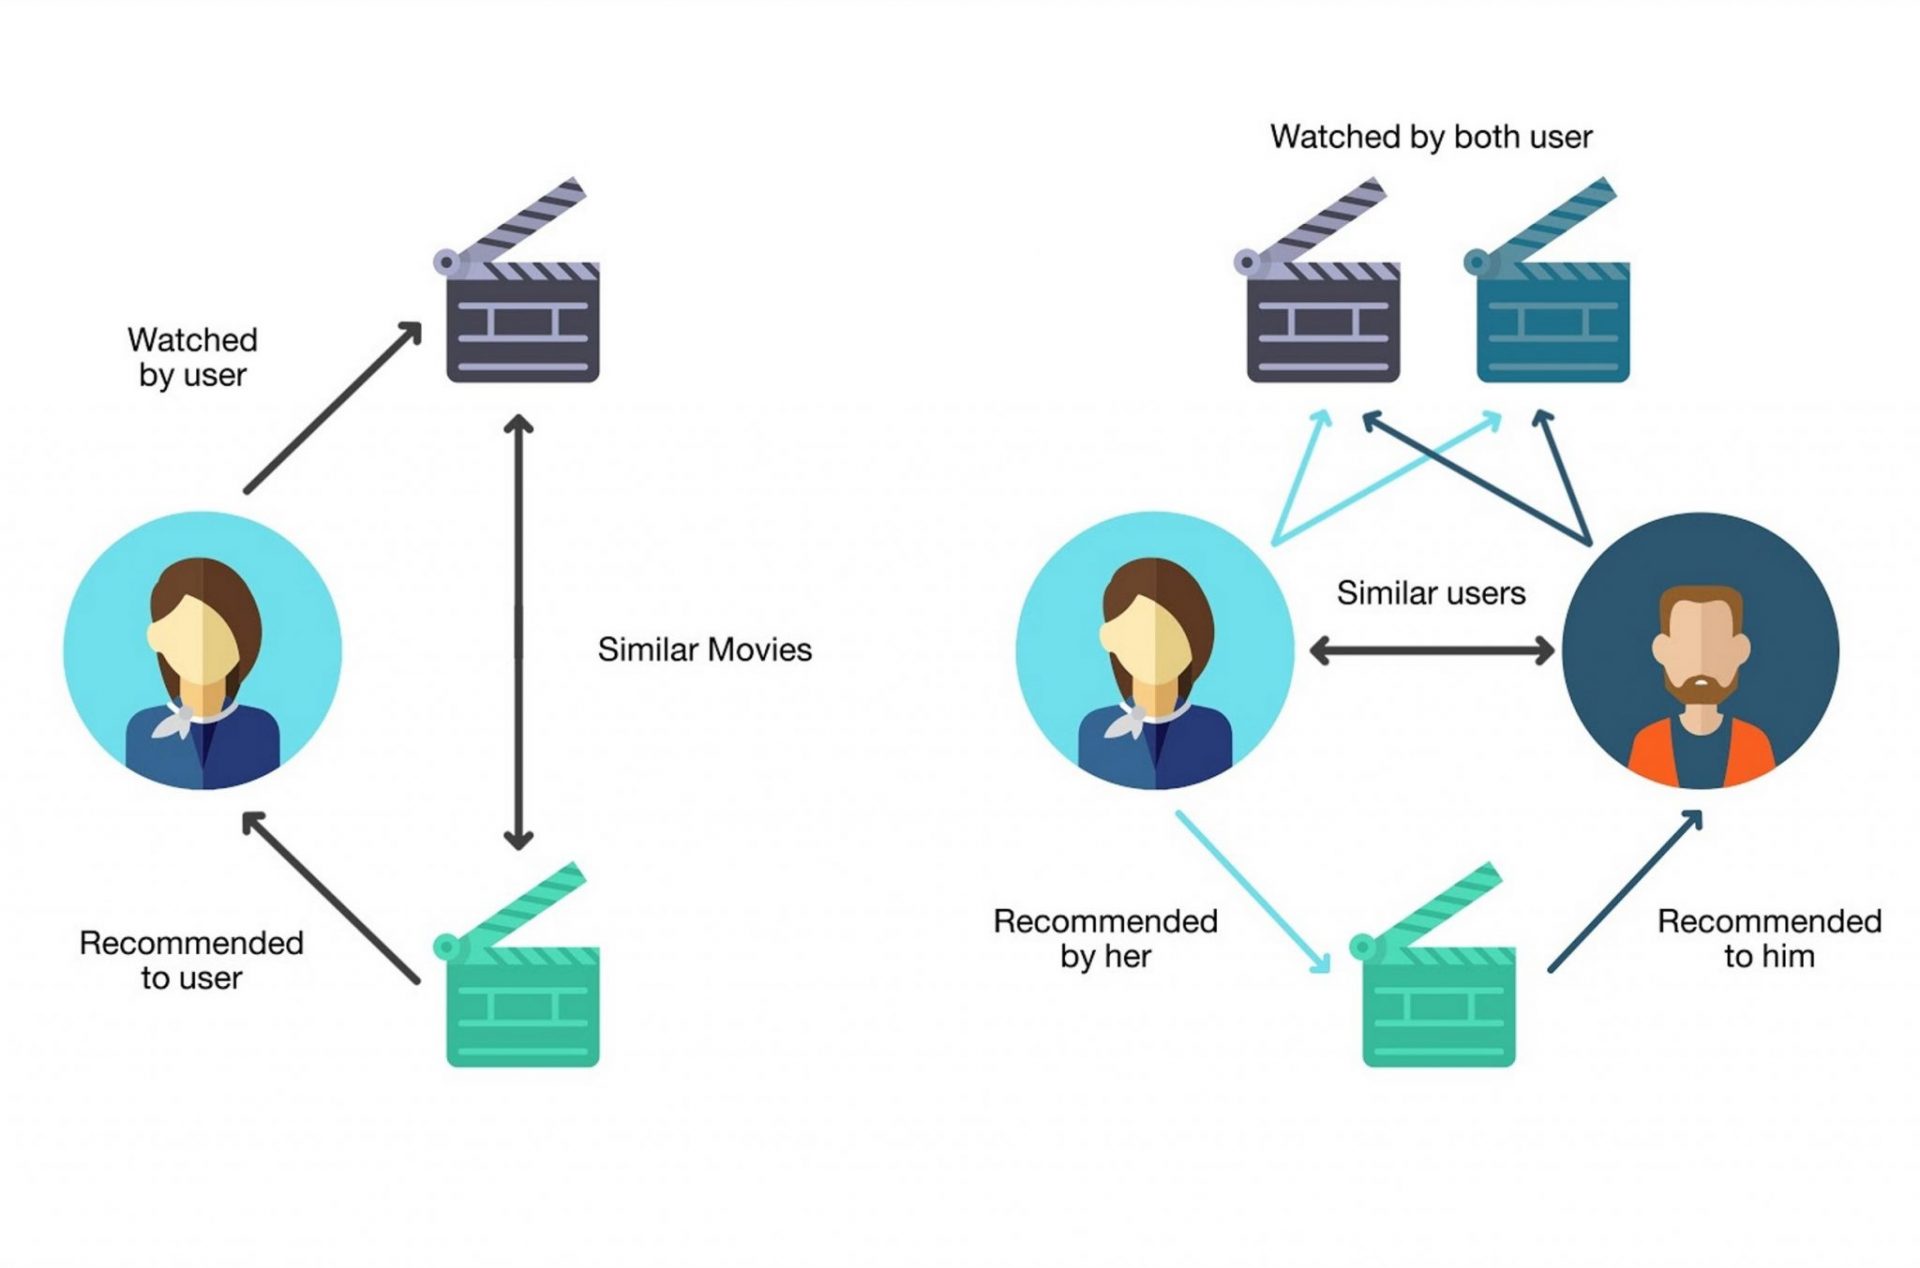 Watched
by user
Similar Movies
Recommended
to user
Watched by both user
Similar users
Recommended
by her
Recommended
to him